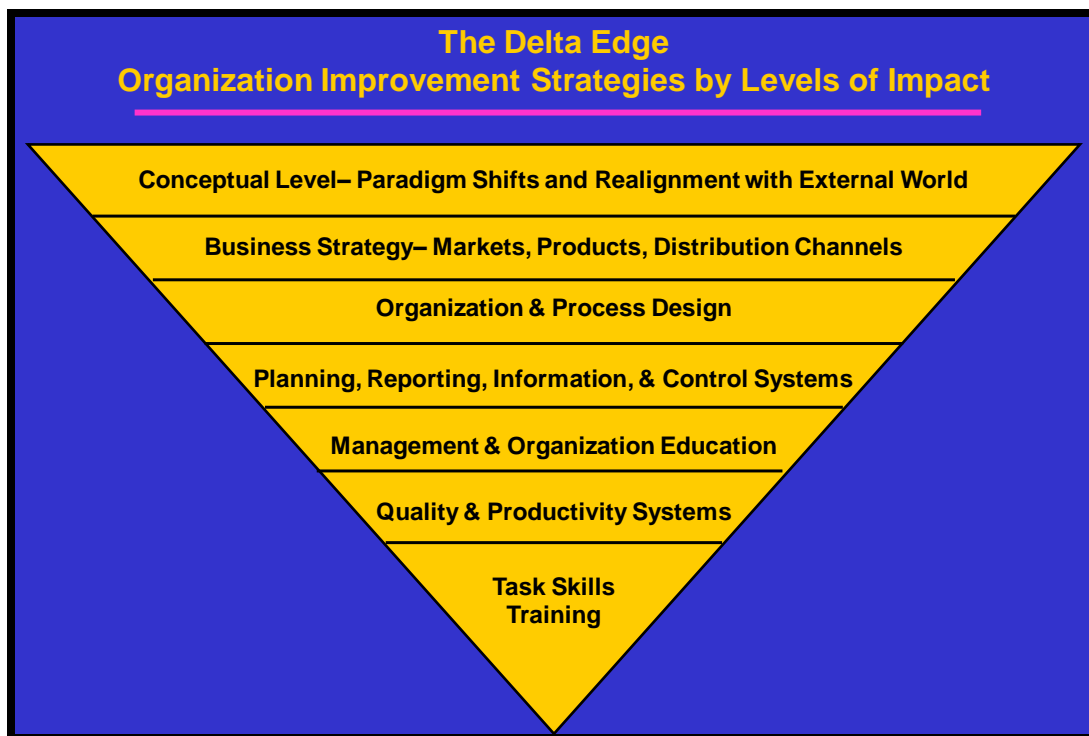 The Delta Edge
Organization Improvement Strategies by Levels of Impact
Conceptual Level– Paradigm Shifts and Realignment with External World
Business Strategy– Markets, Products, Distribution Channels
Organization & Process Design
Planning, Reporting, Information, & Control Systems
Management & Organization Education
Quality & Productivity Systems
Task Skills
Training